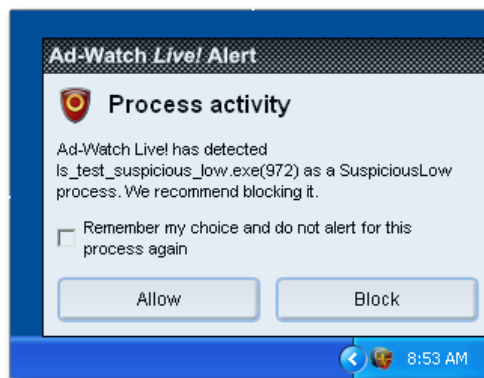 Ad-Watch Live! Alert
Process activity
Ad-Watch Live! has detected
ls_test_suspicious_low.exe(972) as a SuspiciousLow
process. We recommend blocking it.
Remember my choice and do not alert for this
process again
Allow
Block
8:53 AM